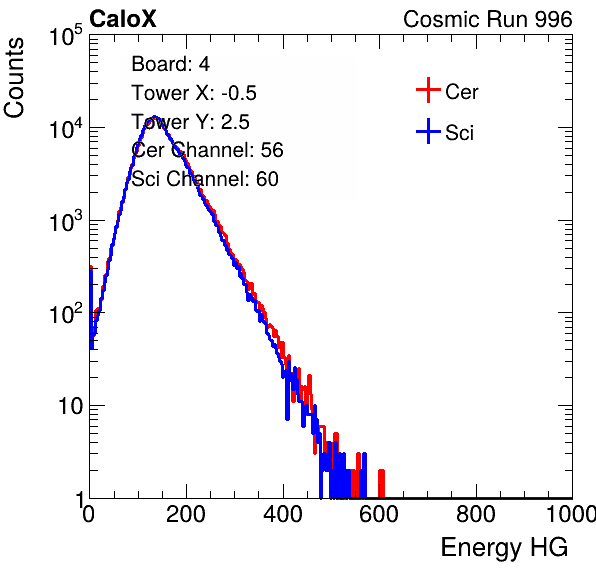 CaloX Cosmic Run 996
Counts
Board: 4
Tower X: -0.5
Tower Y: 2.5
Cer Channel: 56
Sci Channel: 60
Cer
Sci
10^5
10^4
10^3
10^2
10
1
0 200 400 600 800 1000
Energy HG